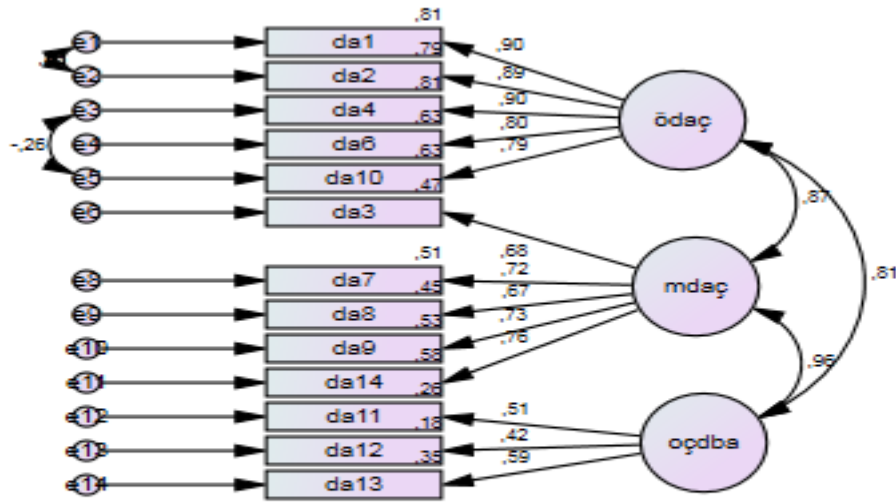 ,81
e1 da1 ,90
,79
e2 da2 ,89
,81
e3 da4 ,90 ödaç
,63
-,26 e4 da6 ,80
,63
e5 da10 ,79
,47
e6 da3 ,87
,51 ,68
e8 da7 ,72 ,81
,45
e9 da8 ,67 mdaç
,53
e10 da9 ,73
,58
e11 da14 ,76
,26
e12 da11 ,51 ,96
,18
e13 da12 ,42 oçdba
,35
e14 da13 ,59